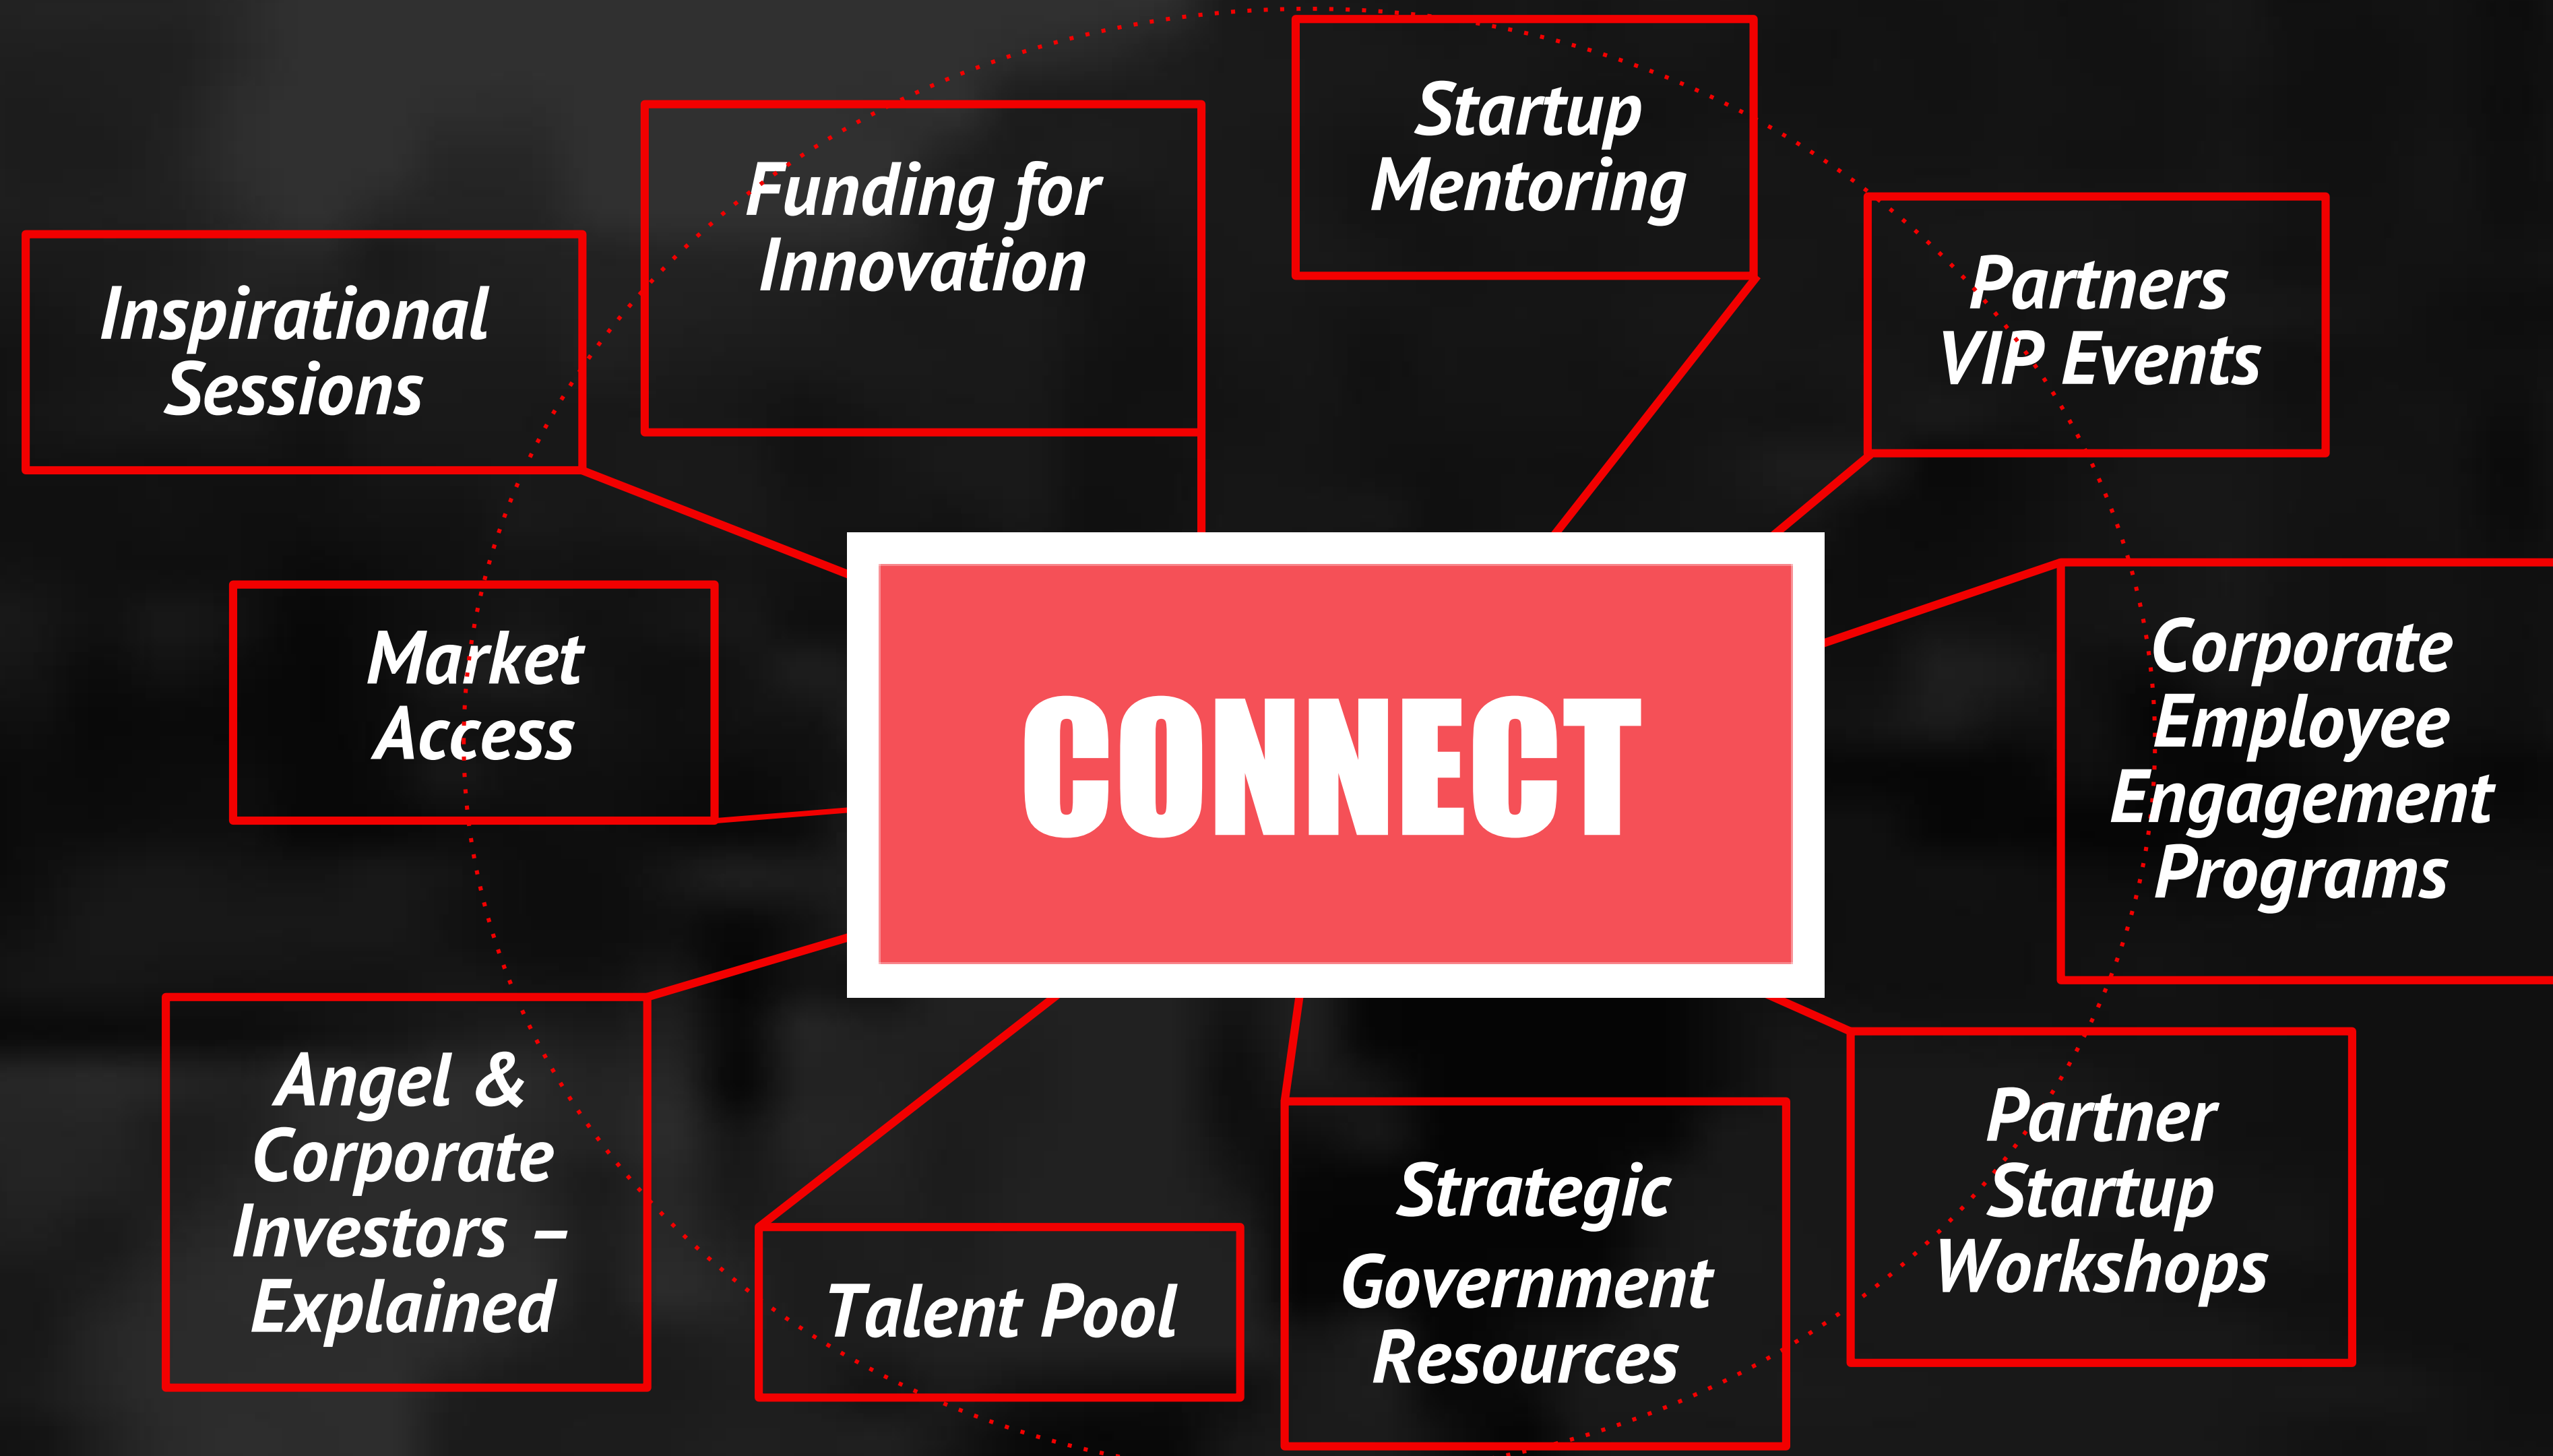 Startup
Mentoring
Funding for
Innovation
Partners
VIP Events
Inspirational
Sessions
Market
Access
CONNECT
Corporate
Employee
Engagement
Programs
Angel &
Corporate
Investors –
Explained
Talent Pool
Strategic
Government
Resources
Partner
Startup
Workshops